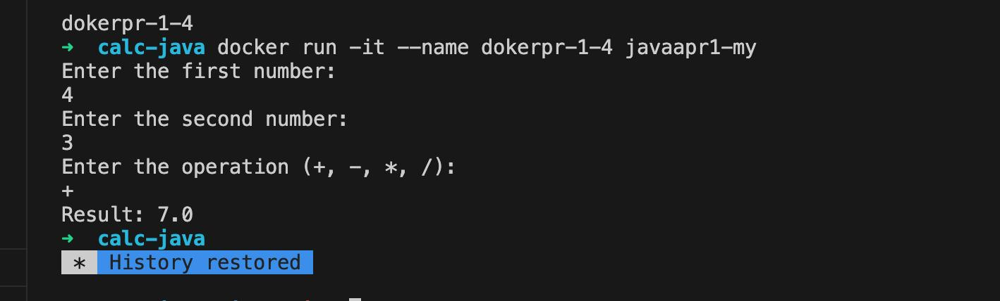 dokerpr-1-4
➜ calc-java docker run -it --name dokerpr-1-4 javaapr1-my
Enter the first number:
4
Enter the second number:
3
Enter the operation (+, -, *, /):
+
Result: 7.0
➜ calc-java
* History restored